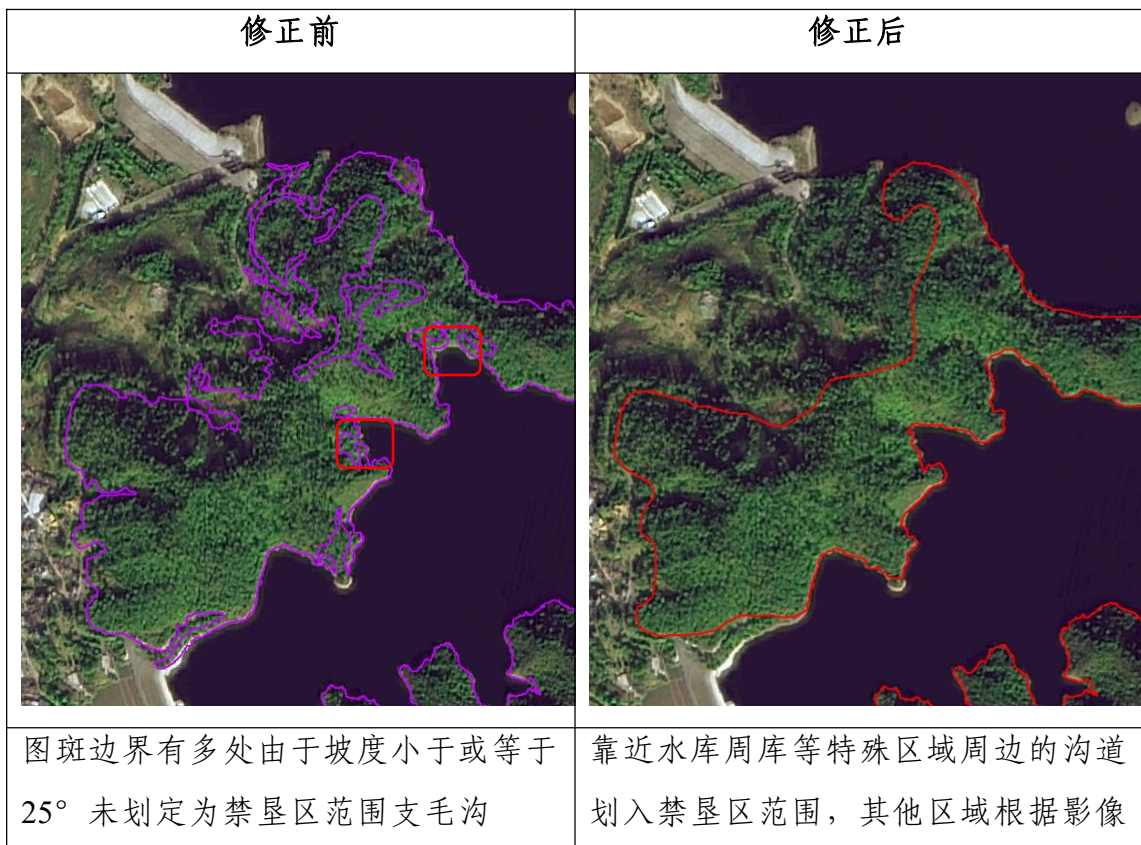 修正前
修正后
图斑边界有多处由于坡度小于或等于
25° 未划定为禁垦区范围支毛沟
靠近水库周库等特殊区域周边的沟道
划入禁垦区范围，其他区域根据影像